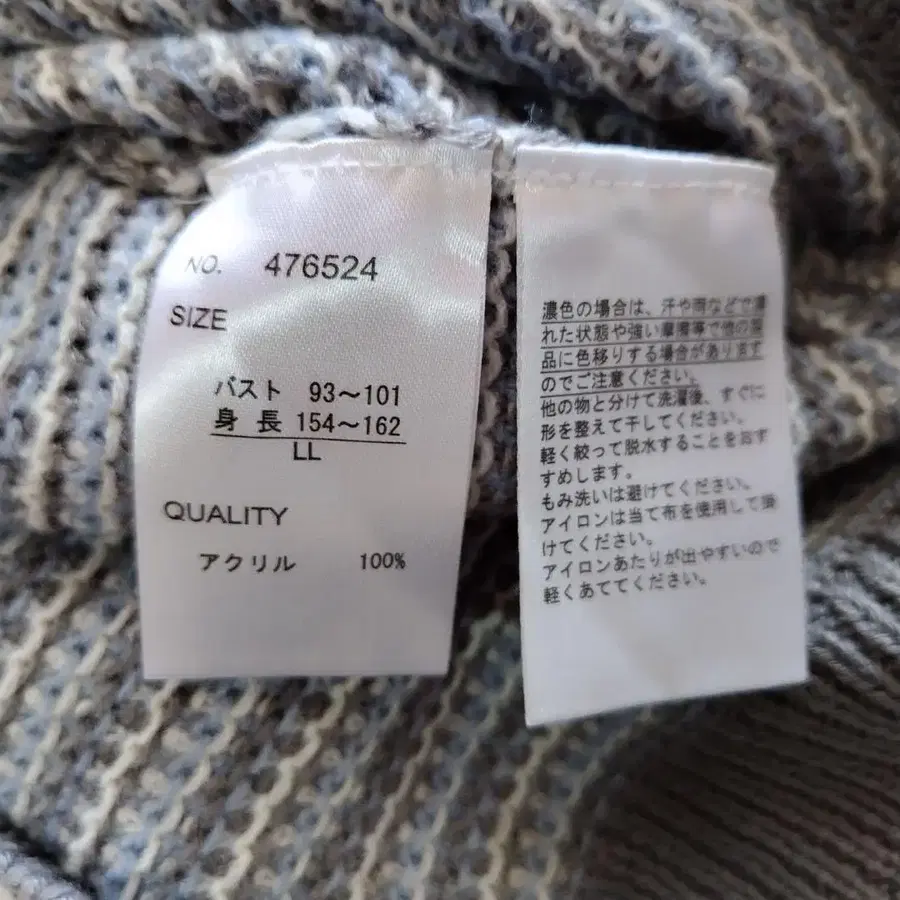 NO. 476524
SIZE
バスト 93～101
身長 154～162
LL
QUALITY
アクリル 100%
濃色の場合は、汗や雨などで濡
れた状態や強い摩擦等で他の製
品に色移りする場合があります
のでご注意ください。
他の物と分けて洗濯後、すぐに
形を整えて干してください。
軽く絞って脱水することをおす
すめします。
もみ洗いは避けてください。
アイロンは当て布を使用して掛
けてください。
アイロンあたりが出やすいので
軽くあててください。